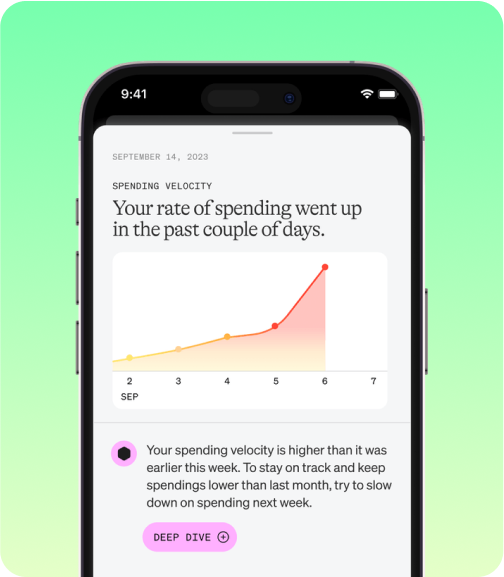 9:41
SEPTEMBER 14, 2023
SPENDING VELOCITY
Your rate of spending went up
in the past couple of days.
2 3 4 5 6 7
SEP
Your spending velocity is higher than it was
earlier this week. To stay on track and keep
spendings lower than last month, try to slow
down on spending next week.
DEEP DIVE